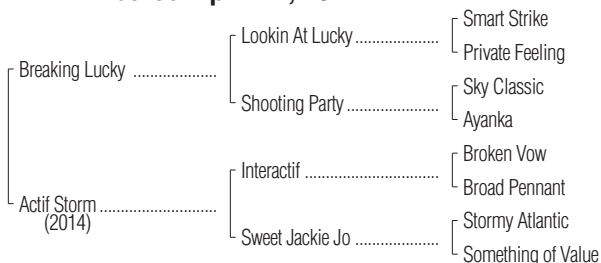 Smart Strike
Lookin At Lucky
Private Feeling
Breaking Lucky
Sky Classic
Shooting Party
Ayanka
Broken Vow
Interactif
Broad Pennant
Actif Storm
(2014)
Stormy Atlantic
Sweet Jackie Jo
Something of Value